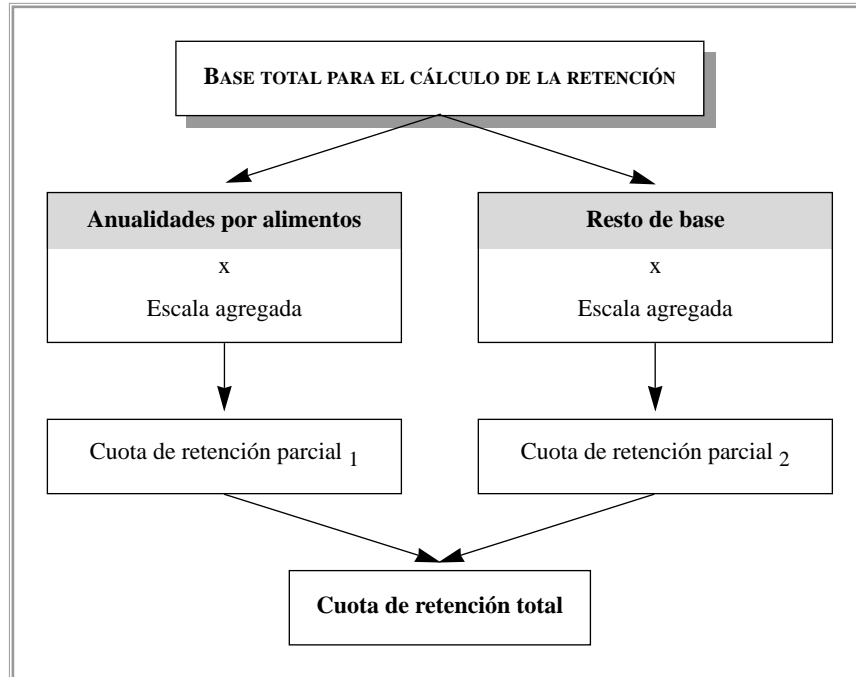 BASE TOTAL PARA EL CÁLCULO DE LA RETENCIÓN
Anualidades por alimentos
x
Escala agregada
Resto de base
x
Escala agregada
Cuota de retención parcial 1
Cuota de retención parcial 2
Cuota de retención total